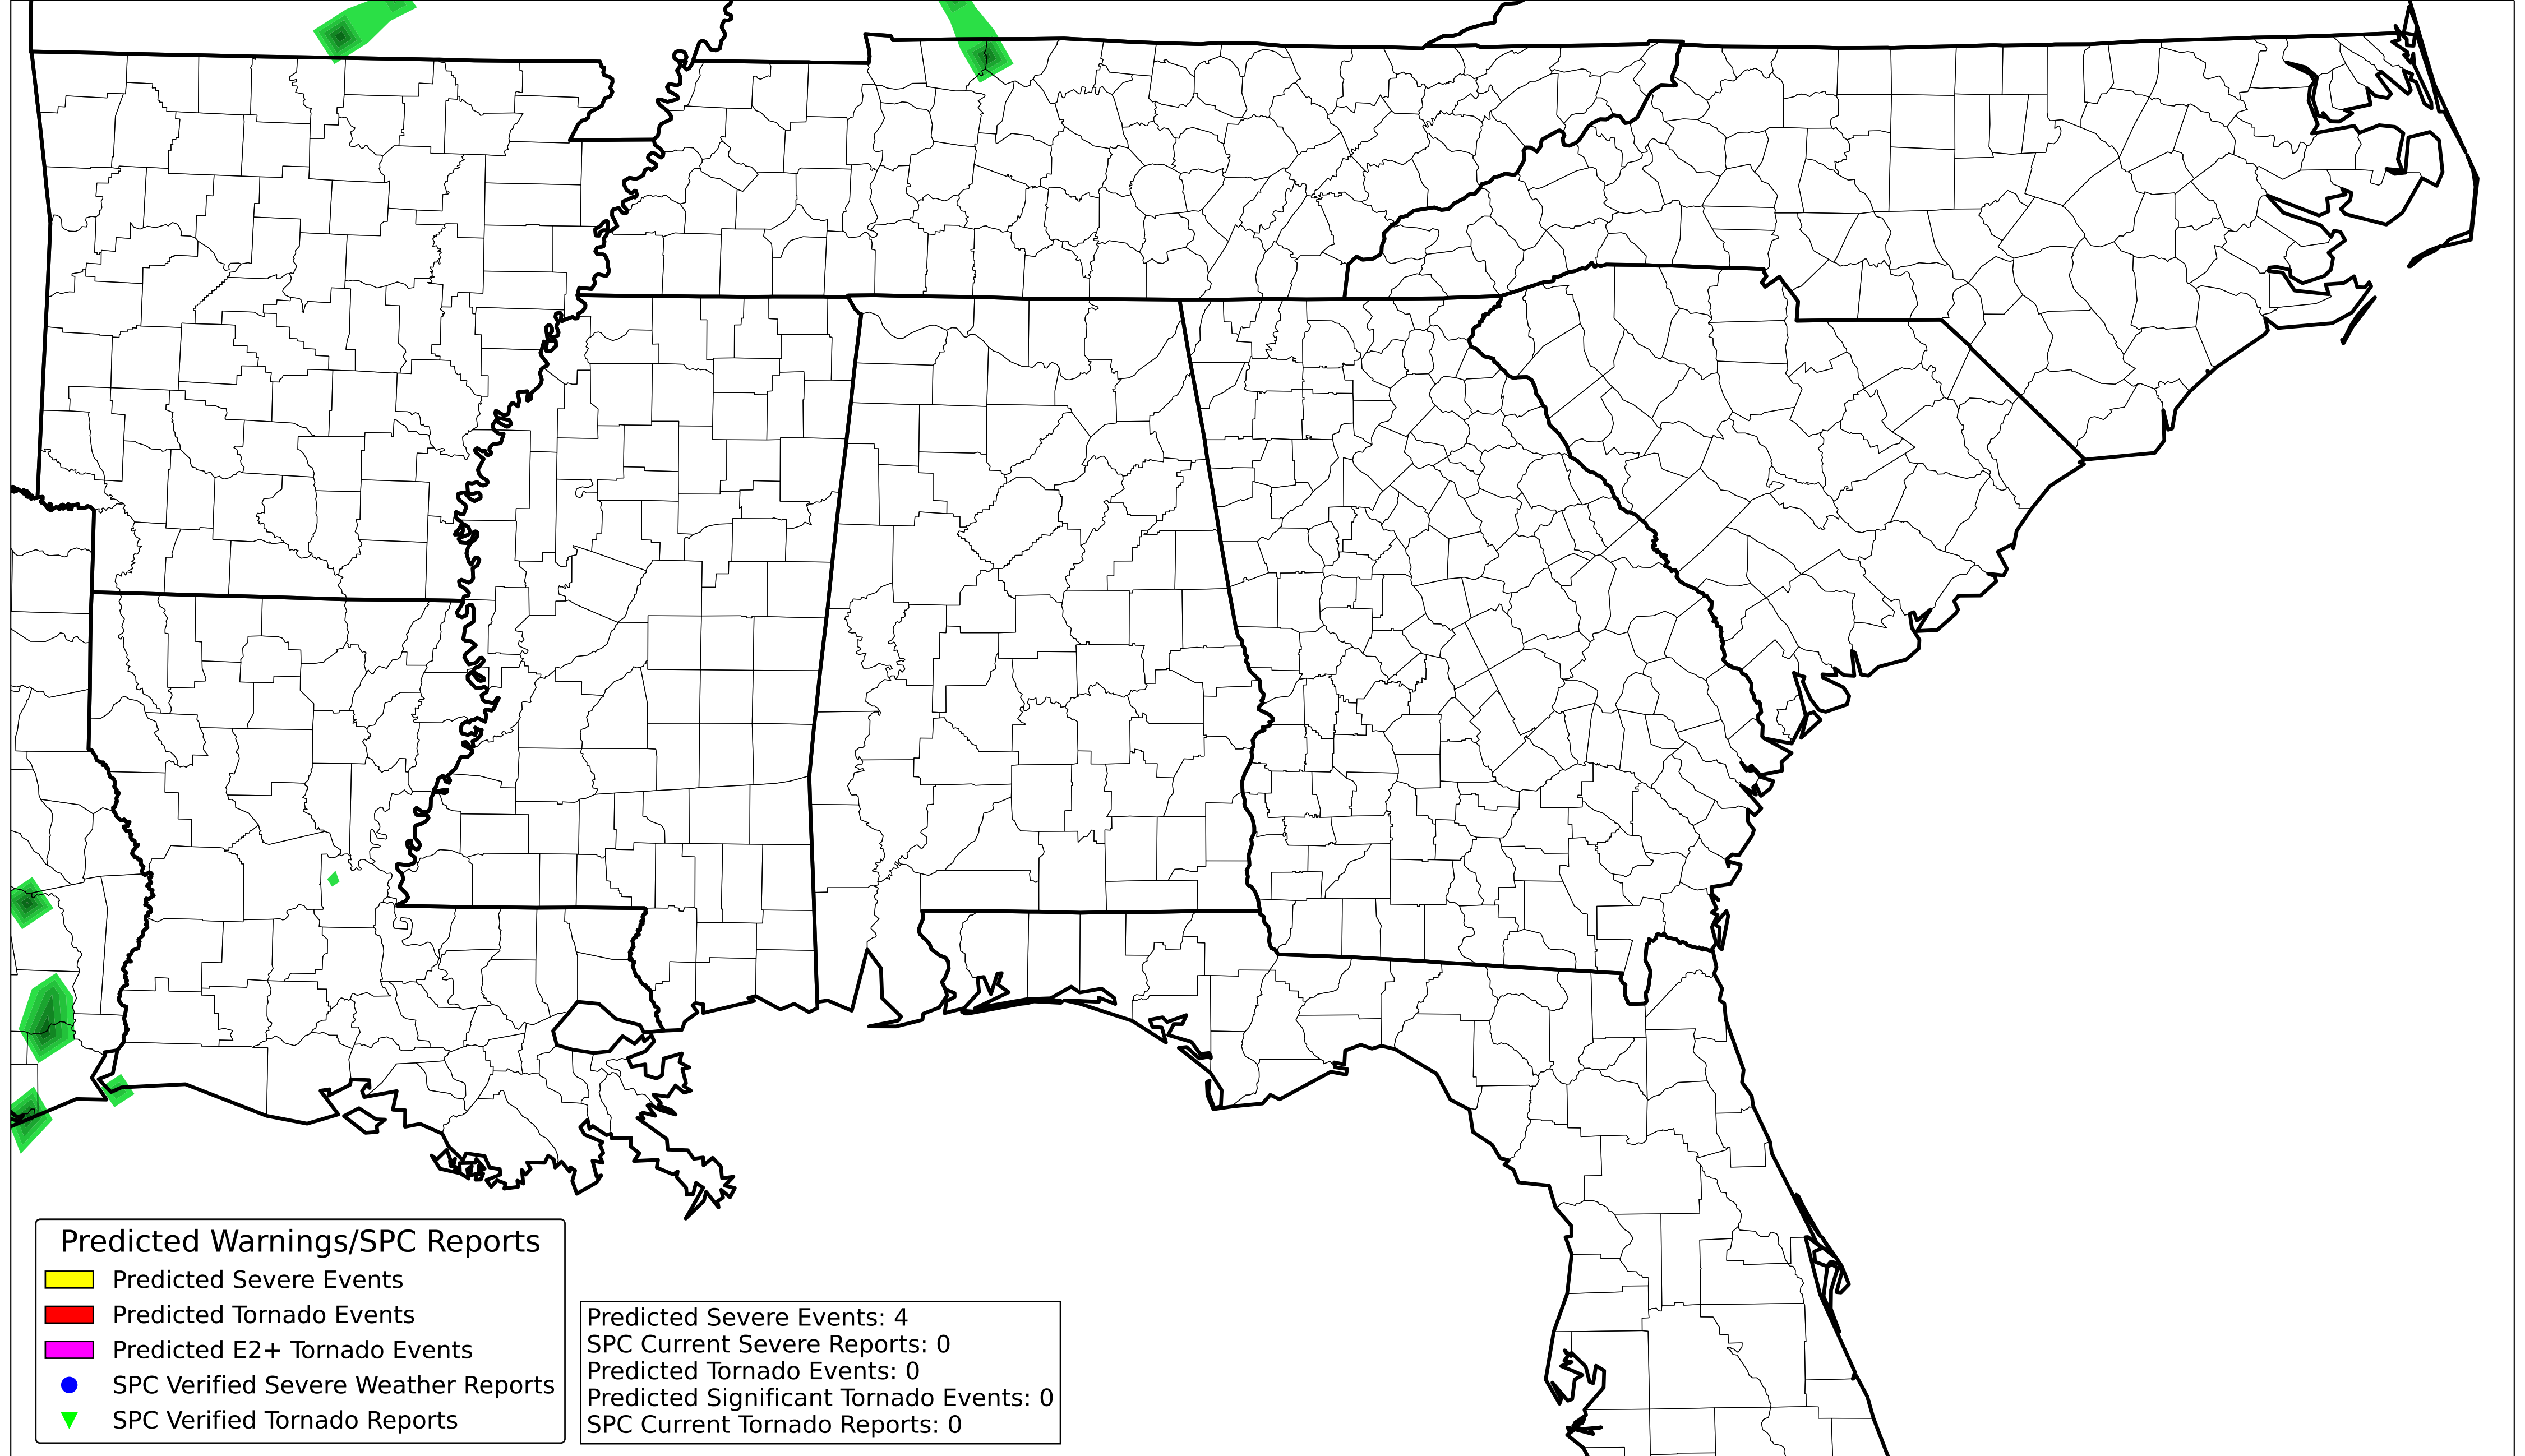 Predicted Warnings/SPC Reports
Predicted Severe Events
Predicted Tornado Events
Predicted E2+ Tornado Events
SPC Verified Severe Weather Reports
SPC Verified Tornado Reports
Predicted Severe Events: 4
SPC Current Severe Reports: 0
Predicted Tornado Events: 0
Predicted Significant Tornado Events: 0
SPC Current Tornado Reports: 0